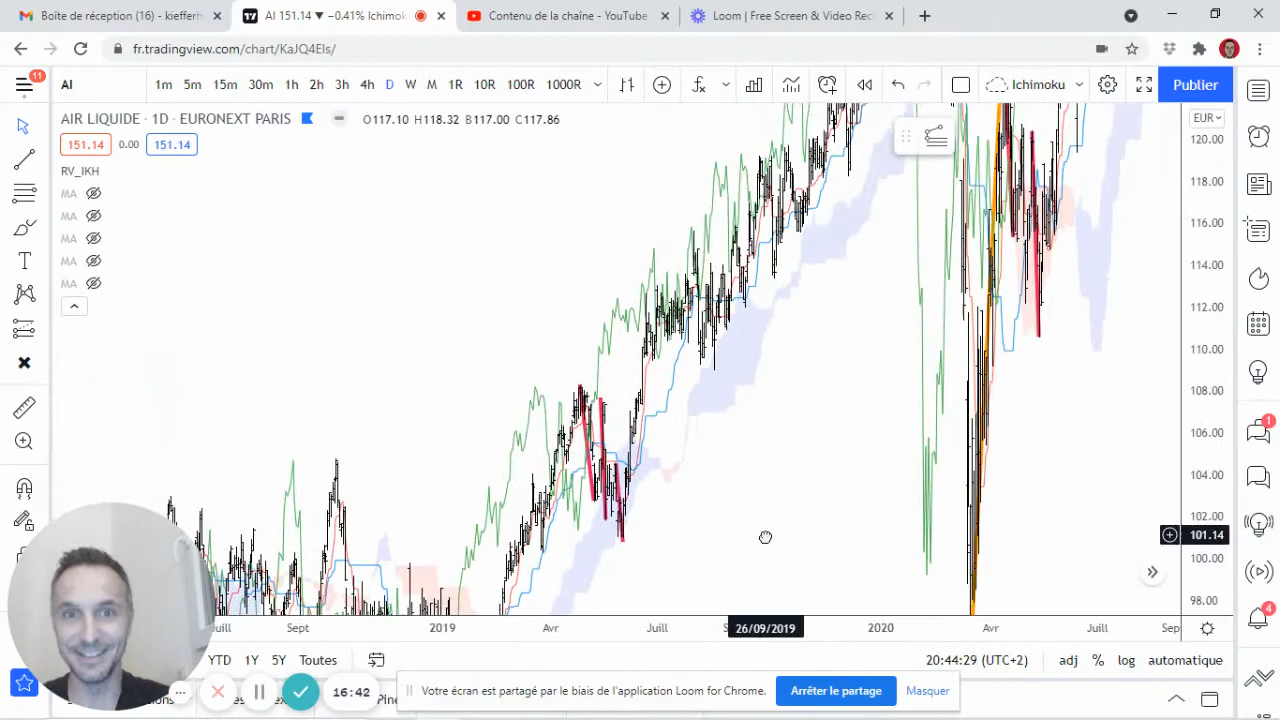 Boîte de réception (16) - kiefferh
AI 151.14 ▼ −0.41% Ichimoku
Contenu de la chaîne - YouTube
Loom | Free Screen & Video Rec
fr.tradingview.com/chart/KaJQ4EIs/
11
AI
1m 5m 15m 30m 1h 2h 3h 4h D W M 1R 10R 100R 1000R
Ichimoku
Publier
AIR LIQUIDE · 1D · EURONEXT PARIS
O117.10 H118.32 B117.00 C117.86
EUR
151.14 0.00 151.14
RV_IKH
MA
MA
MA
MA
MA
120.00
118.00
116.00
114.00
112.00
110.00
108.00
106.00
104.00
102.00
101.14
100.00
98.00
1
4
Juill Sept 2019 Avr Juill 26/09/2019 2020 Avr Juill Sep
YTD 1Y 5Y Toutes
20:44:29 (UTC+2) adj % log automatique
16:42
Votre écran est partagé par le biais de l'application Loom for Chrome.
Arrêter le partage
Masquer